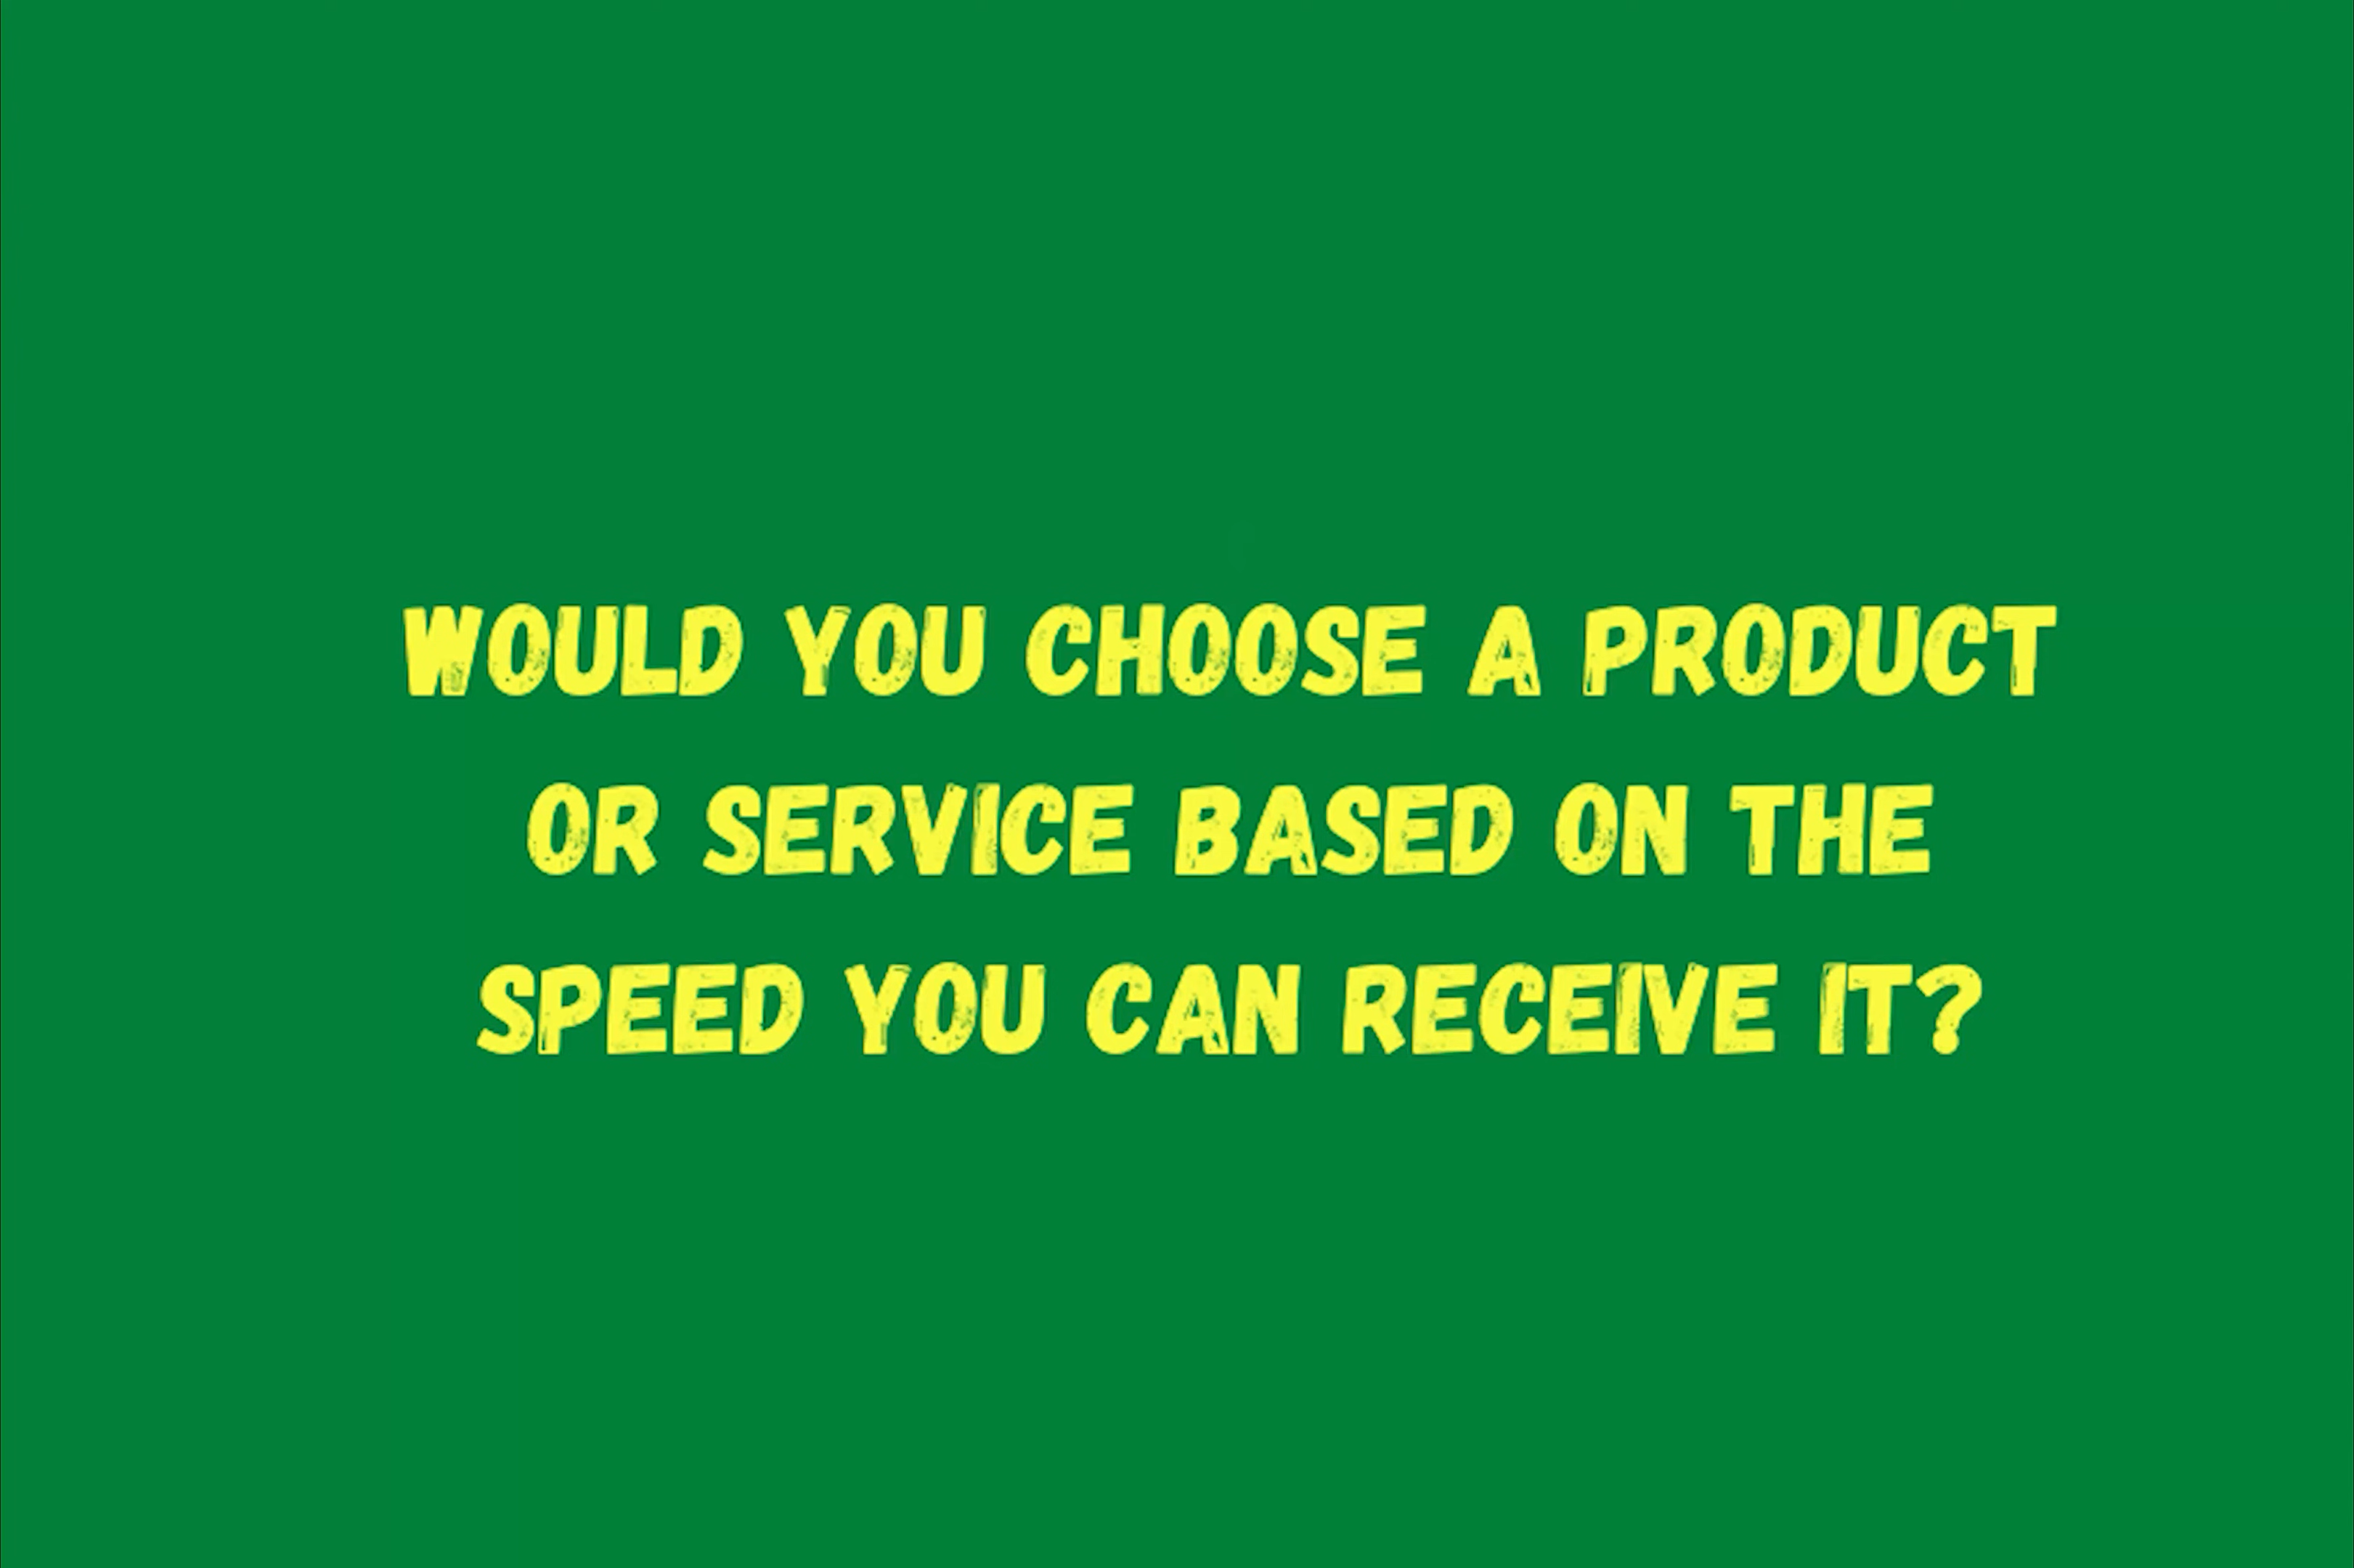 WOULD YOU CHOOSE A PRODUCT
OR SERVICE BASED ON THE
SPEED YOU CAN RECEIVE IT?